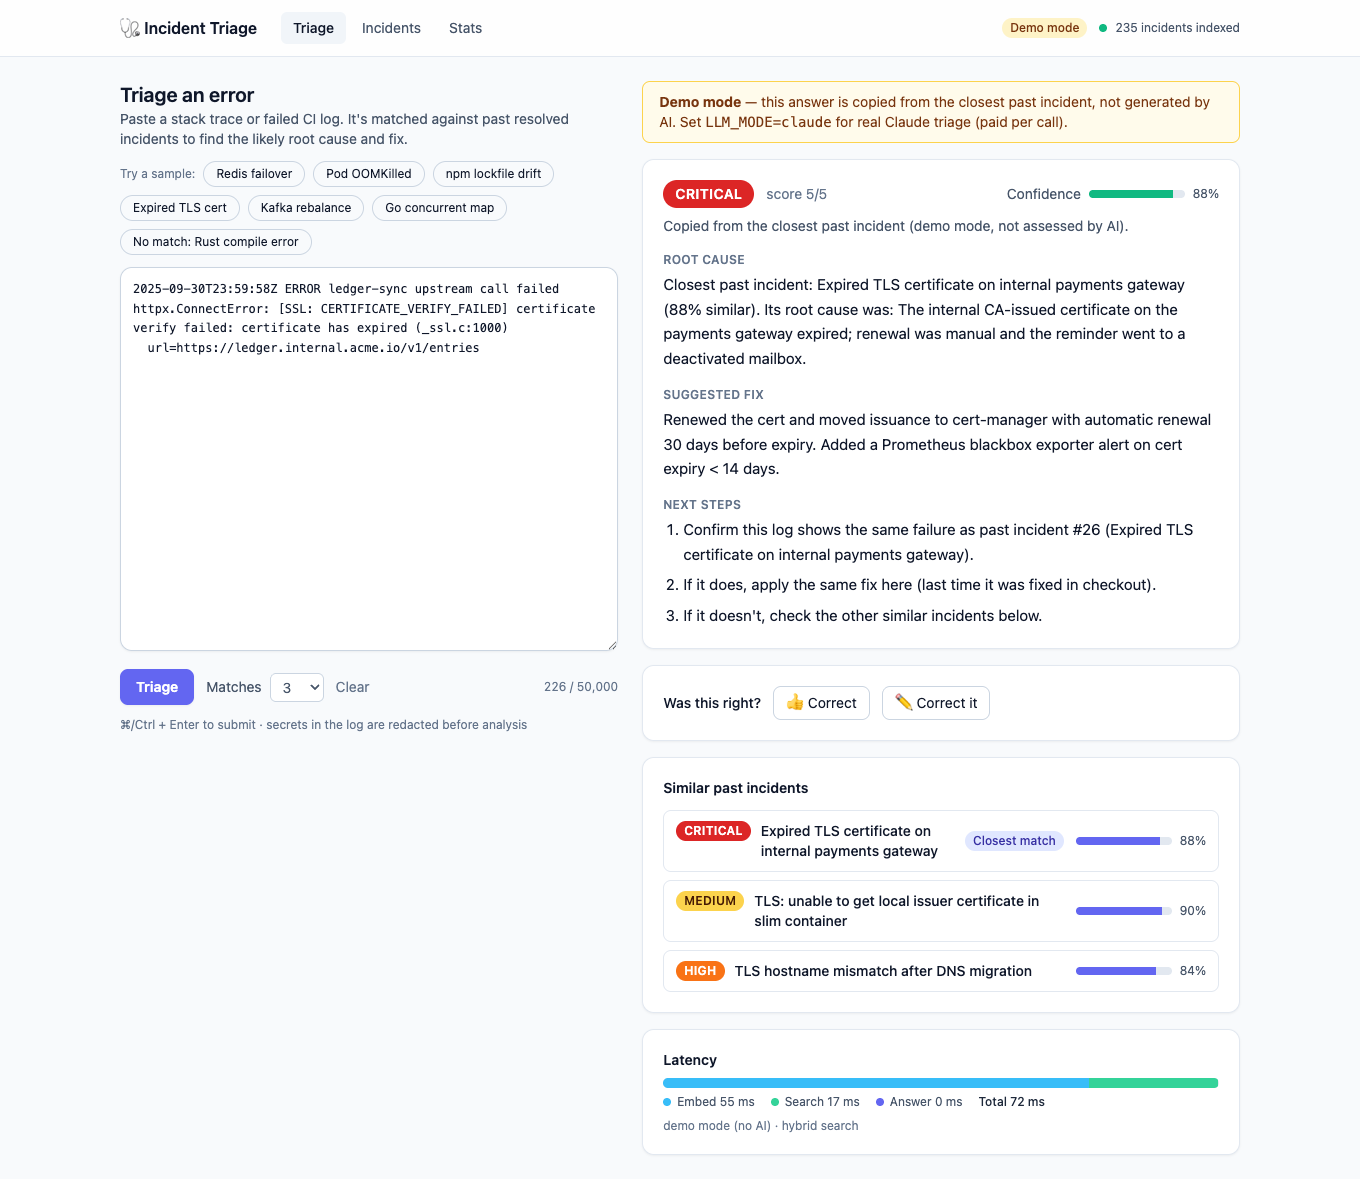 Incident Triage
Triage
Incidents
Stats
Demo mode
235 incidents indexed
Triage an error
Paste a stack trace or failed CI log. It's matched against past resolved
incidents to find the likely root cause and fix.
Try a sample:
Redis failover
Pod OOMKilled
npm lockfile drift
Expired TLS cert
Kafka rebalance
Go concurrent map
No match: Rust compile error
2025-09-30T23:59:58Z ERROR ledger-sync upstream call failed
httpx.ConnectError: [SSL: CERTIFICATE_VERIFY_FAILED] certificate
verify failed: certificate has expired (_ssl.c:1000)
url=https://ledger.internal.acme.io/v1/entries
Triage
Matches
3
Clear
226 / 50,000
⌘/Ctrl + Enter to submit · secrets in the log are redacted before analysis
Demo mode — this answer is copied from the closest past incident, not generated by
AI. Set LLM_MODE=claude for real Claude triage (paid per call).
CRITICAL
score 5/5
Confidence
88%
Copied from the closest past incident (demo mode, not assessed by AI).
ROOT CAUSE
Closest past incident: Expired TLS certificate on internal payments gateway
(88% similar). Its root cause was: The internal CA-issued certificate on the
payments gateway expired; renewal was manual and the reminder went to a
deactivated mailbox.
SUGGESTED FIX
Renewed the cert and moved issuance to cert-manager with automatic renewal
30 days before expiry. Added a Prometheus blackbox exporter alert on cert
expiry < 14 days.
NEXT STEPS
1. Confirm this log shows the same failure as past incident #26 (Expired TLS
certificate on internal payments gateway).
2. If it does, apply the same fix here (last time it was fixed in checkout).
3. If it doesn't, check the other similar incidents below.
Was this right?
👍 Correct
✏️ Correct it
Similar past incidents
CRITICAL
Expired TLS certificate on
internal payments gateway
Closest match
88%
MEDIUM
TLS: unable to get local issuer certificate in
slim container
90%
HIGH
TLS hostname mismatch after DNS migration
84%
Latency
Embed 55 ms
Search 17 ms
Answer 0 ms
Total 72 ms
demo mode (no AI) · hybrid search